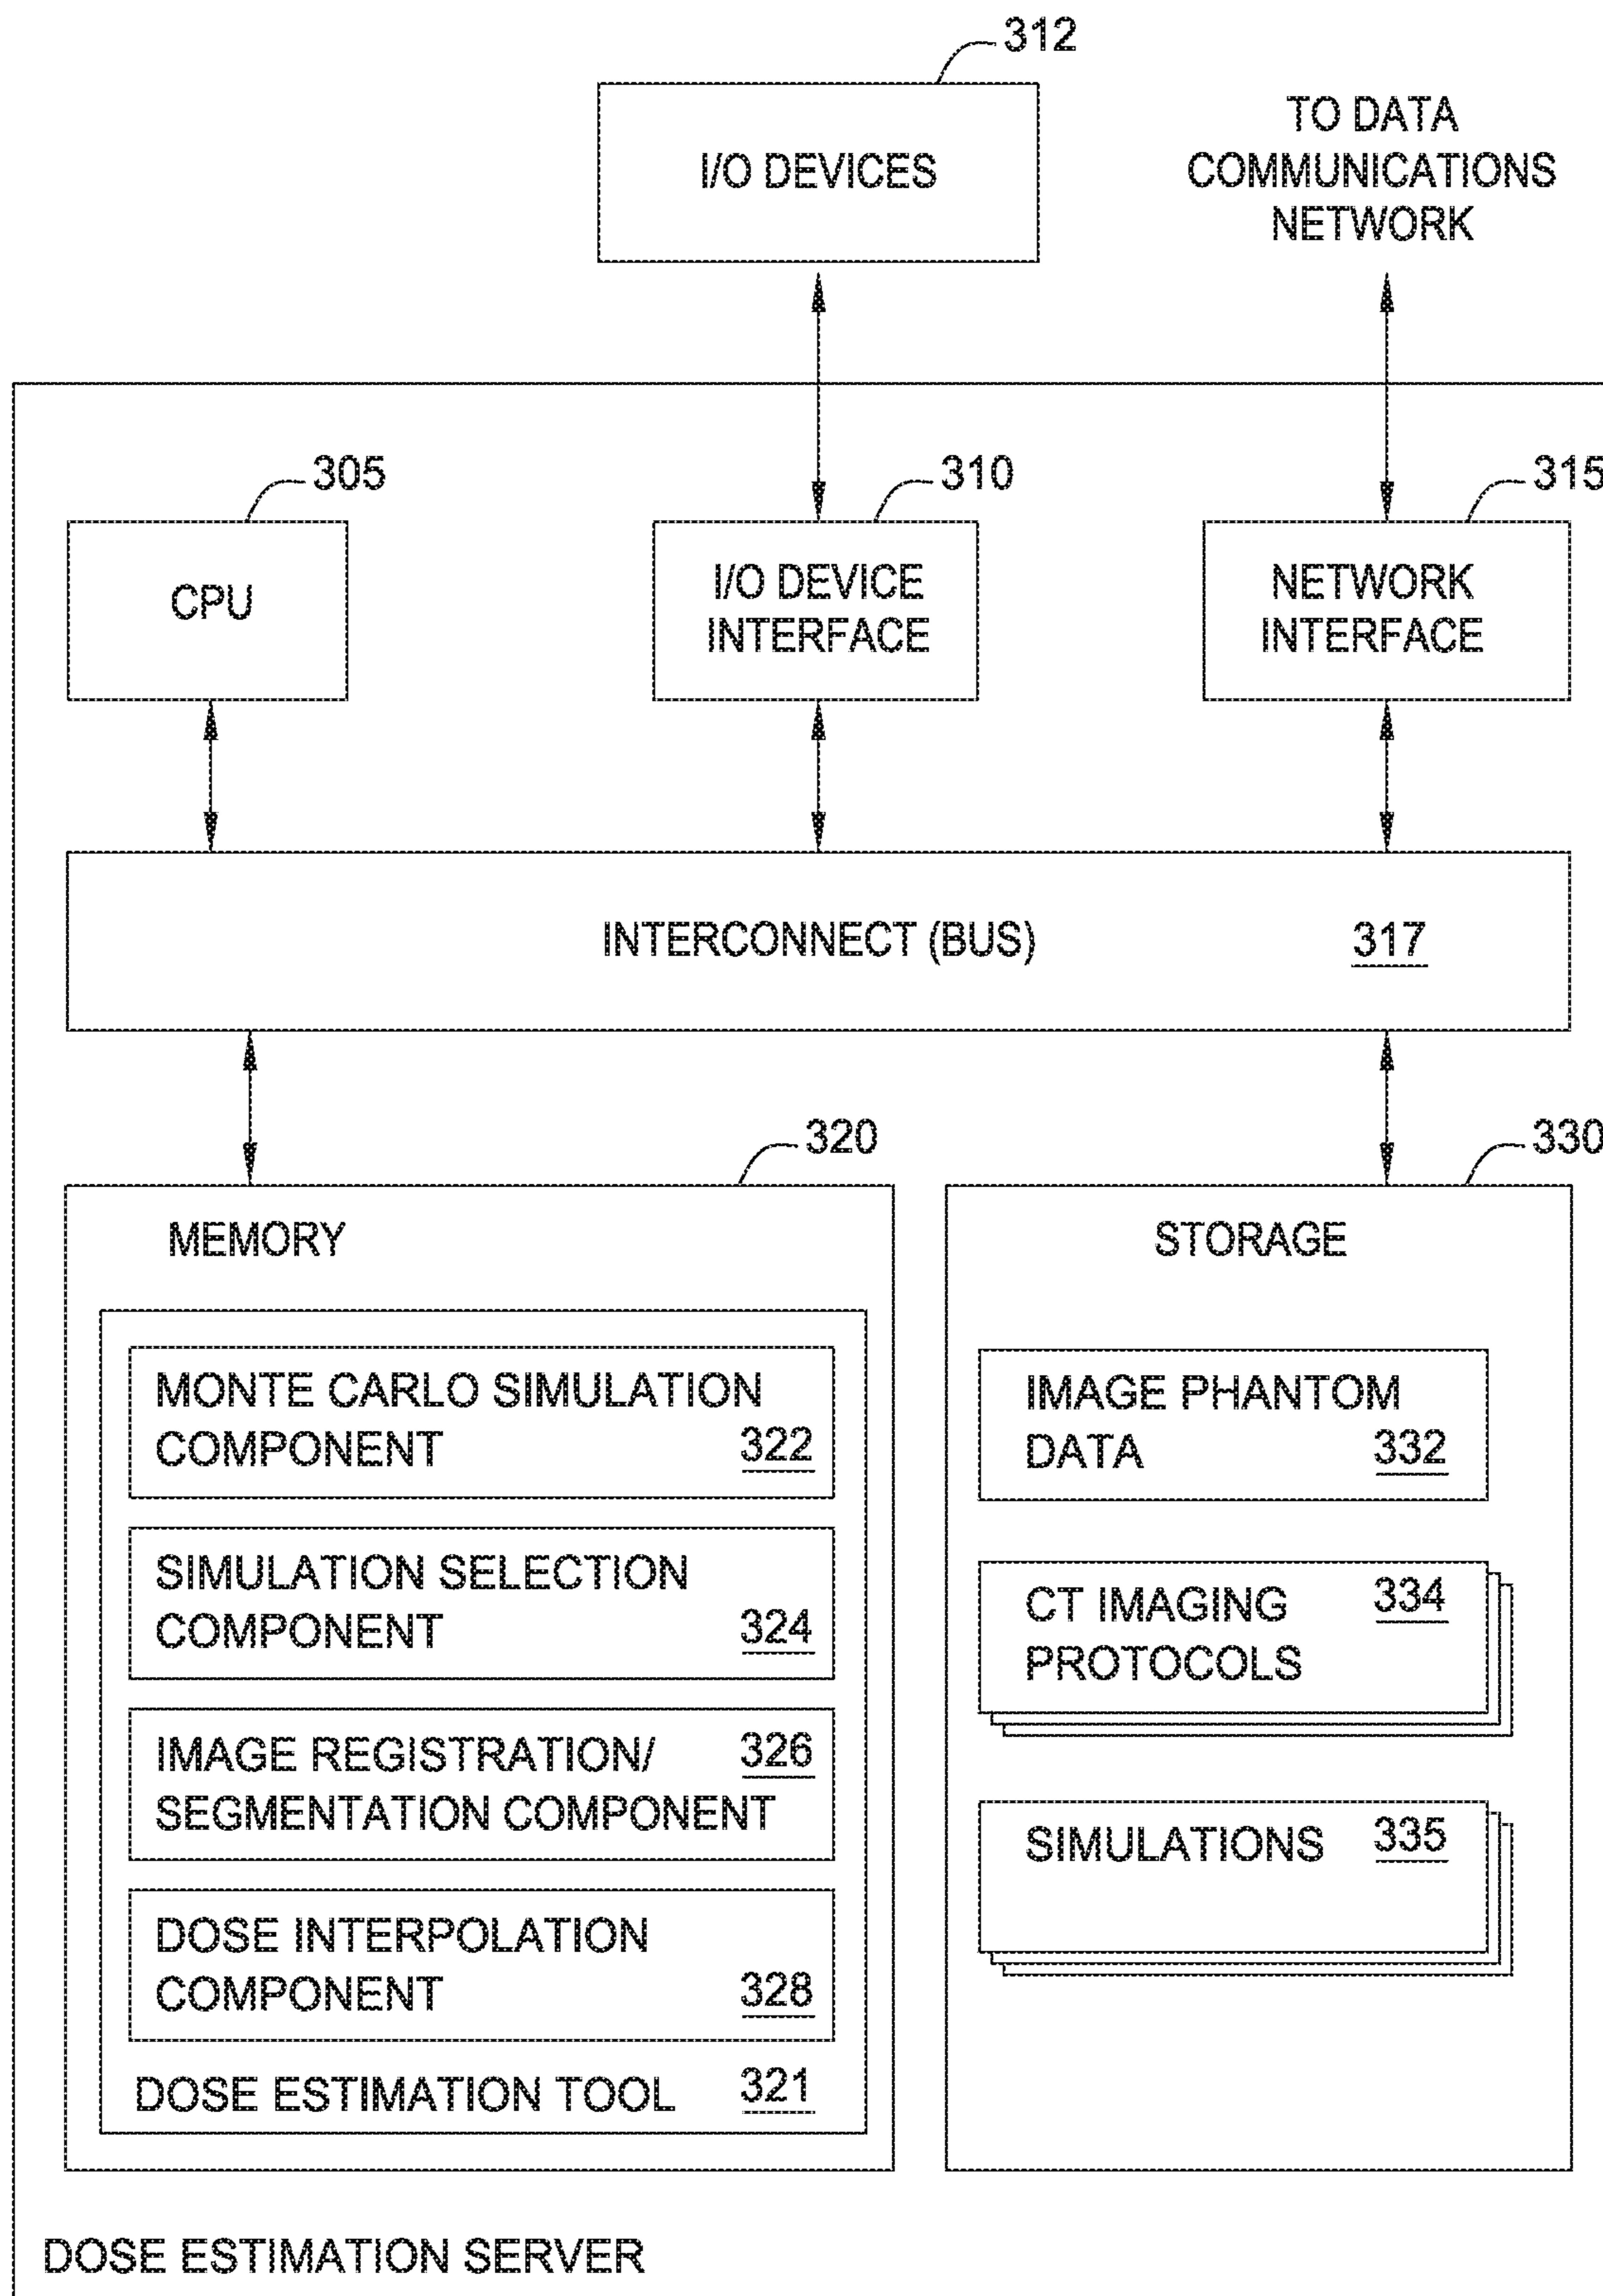 312
I/O DEVICES
TO DATA
COMMUNICATIONS
NETWORK
305
310
315
CPU
I/O DEVICE
INTERFACE
NETWORK
INTERFACE
INTERCONNECT (BUS) 317
320
330
MEMORY
MONTE CARLO SIMULATION
COMPONENT 322
SIMULATION SELECTION
COMPONENT 324
IMAGE REGISTRATION/ 326
SEGMENTATION COMPONENT
DOSE INTERPOLATION
COMPONENT 328
DOSE ESTIMATION TOOL 321
STORAGE
IMAGE PHANTOM
DATA 332
CT IMAGING 334
PROTOCOLS
SIMULATIONS 335
DOSE ESTIMATION SERVER